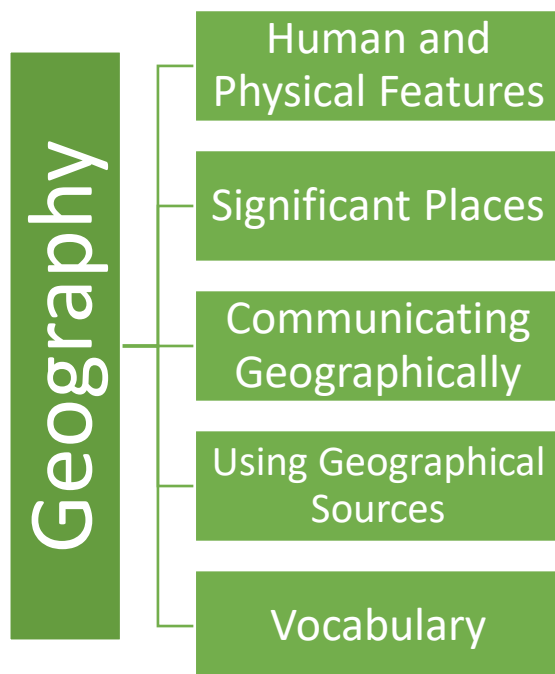 Geography
Human and
Physical Features
Significant Places
Communicating
Geographically
Using Geographical
Sources
Vocabulary